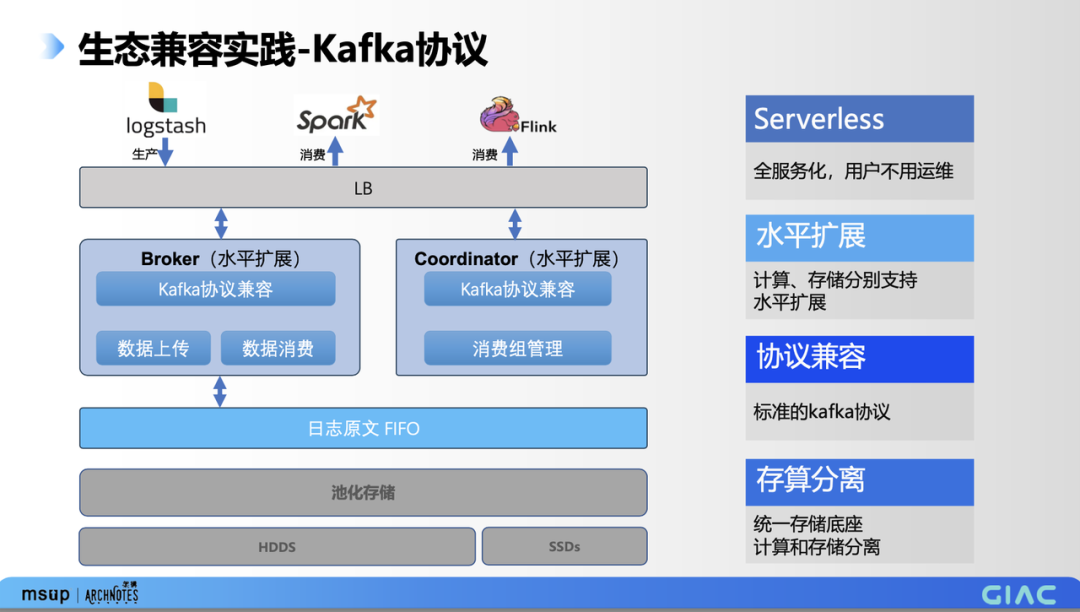 生态兼容实践-Kafka协议
logstash
Spark
Flink
生产
消费
消费
LB
Broker（水平扩展）
Kafka协议兼容
数据上传
数据消费
Coordinator（水平扩展）
Kafka协议兼容
消费组管理
日志原文 FIFO
池化存储
HDDS
SSDs
Serverless
全服务化，用户不用运维
水平扩展
计算、存储分别支持
水平扩展
协议兼容
标准的kafka协议
存算分离
统一存储底座
计算和存储分离
msup
ARCHNOTES
GIAC